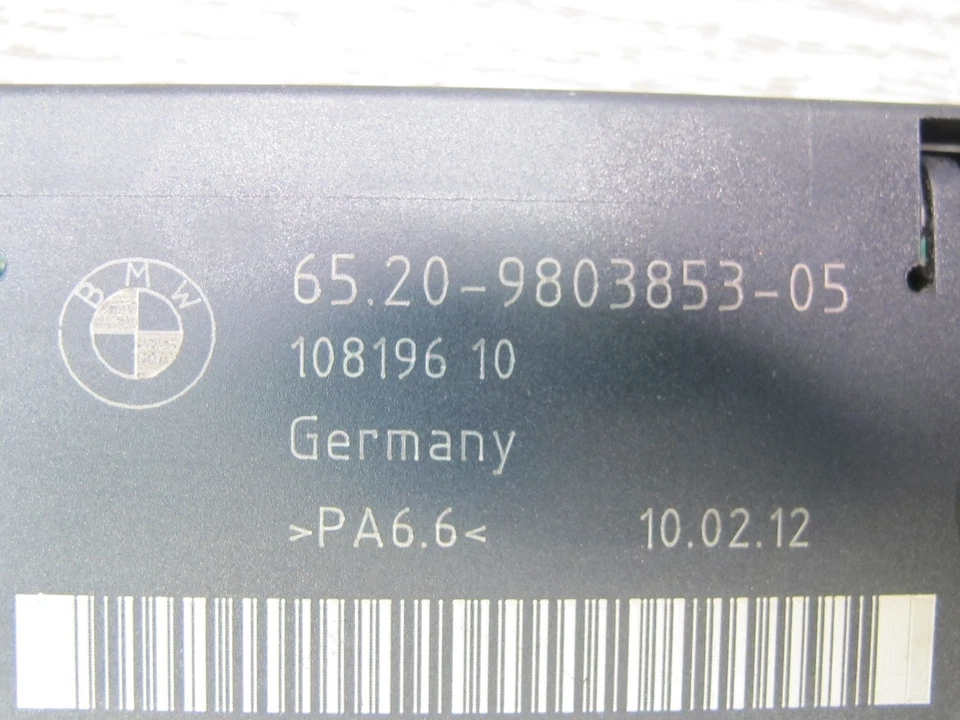 BMW
65.20-9803853-05
108196 10
Germany
>PA6.6<
10.02.12